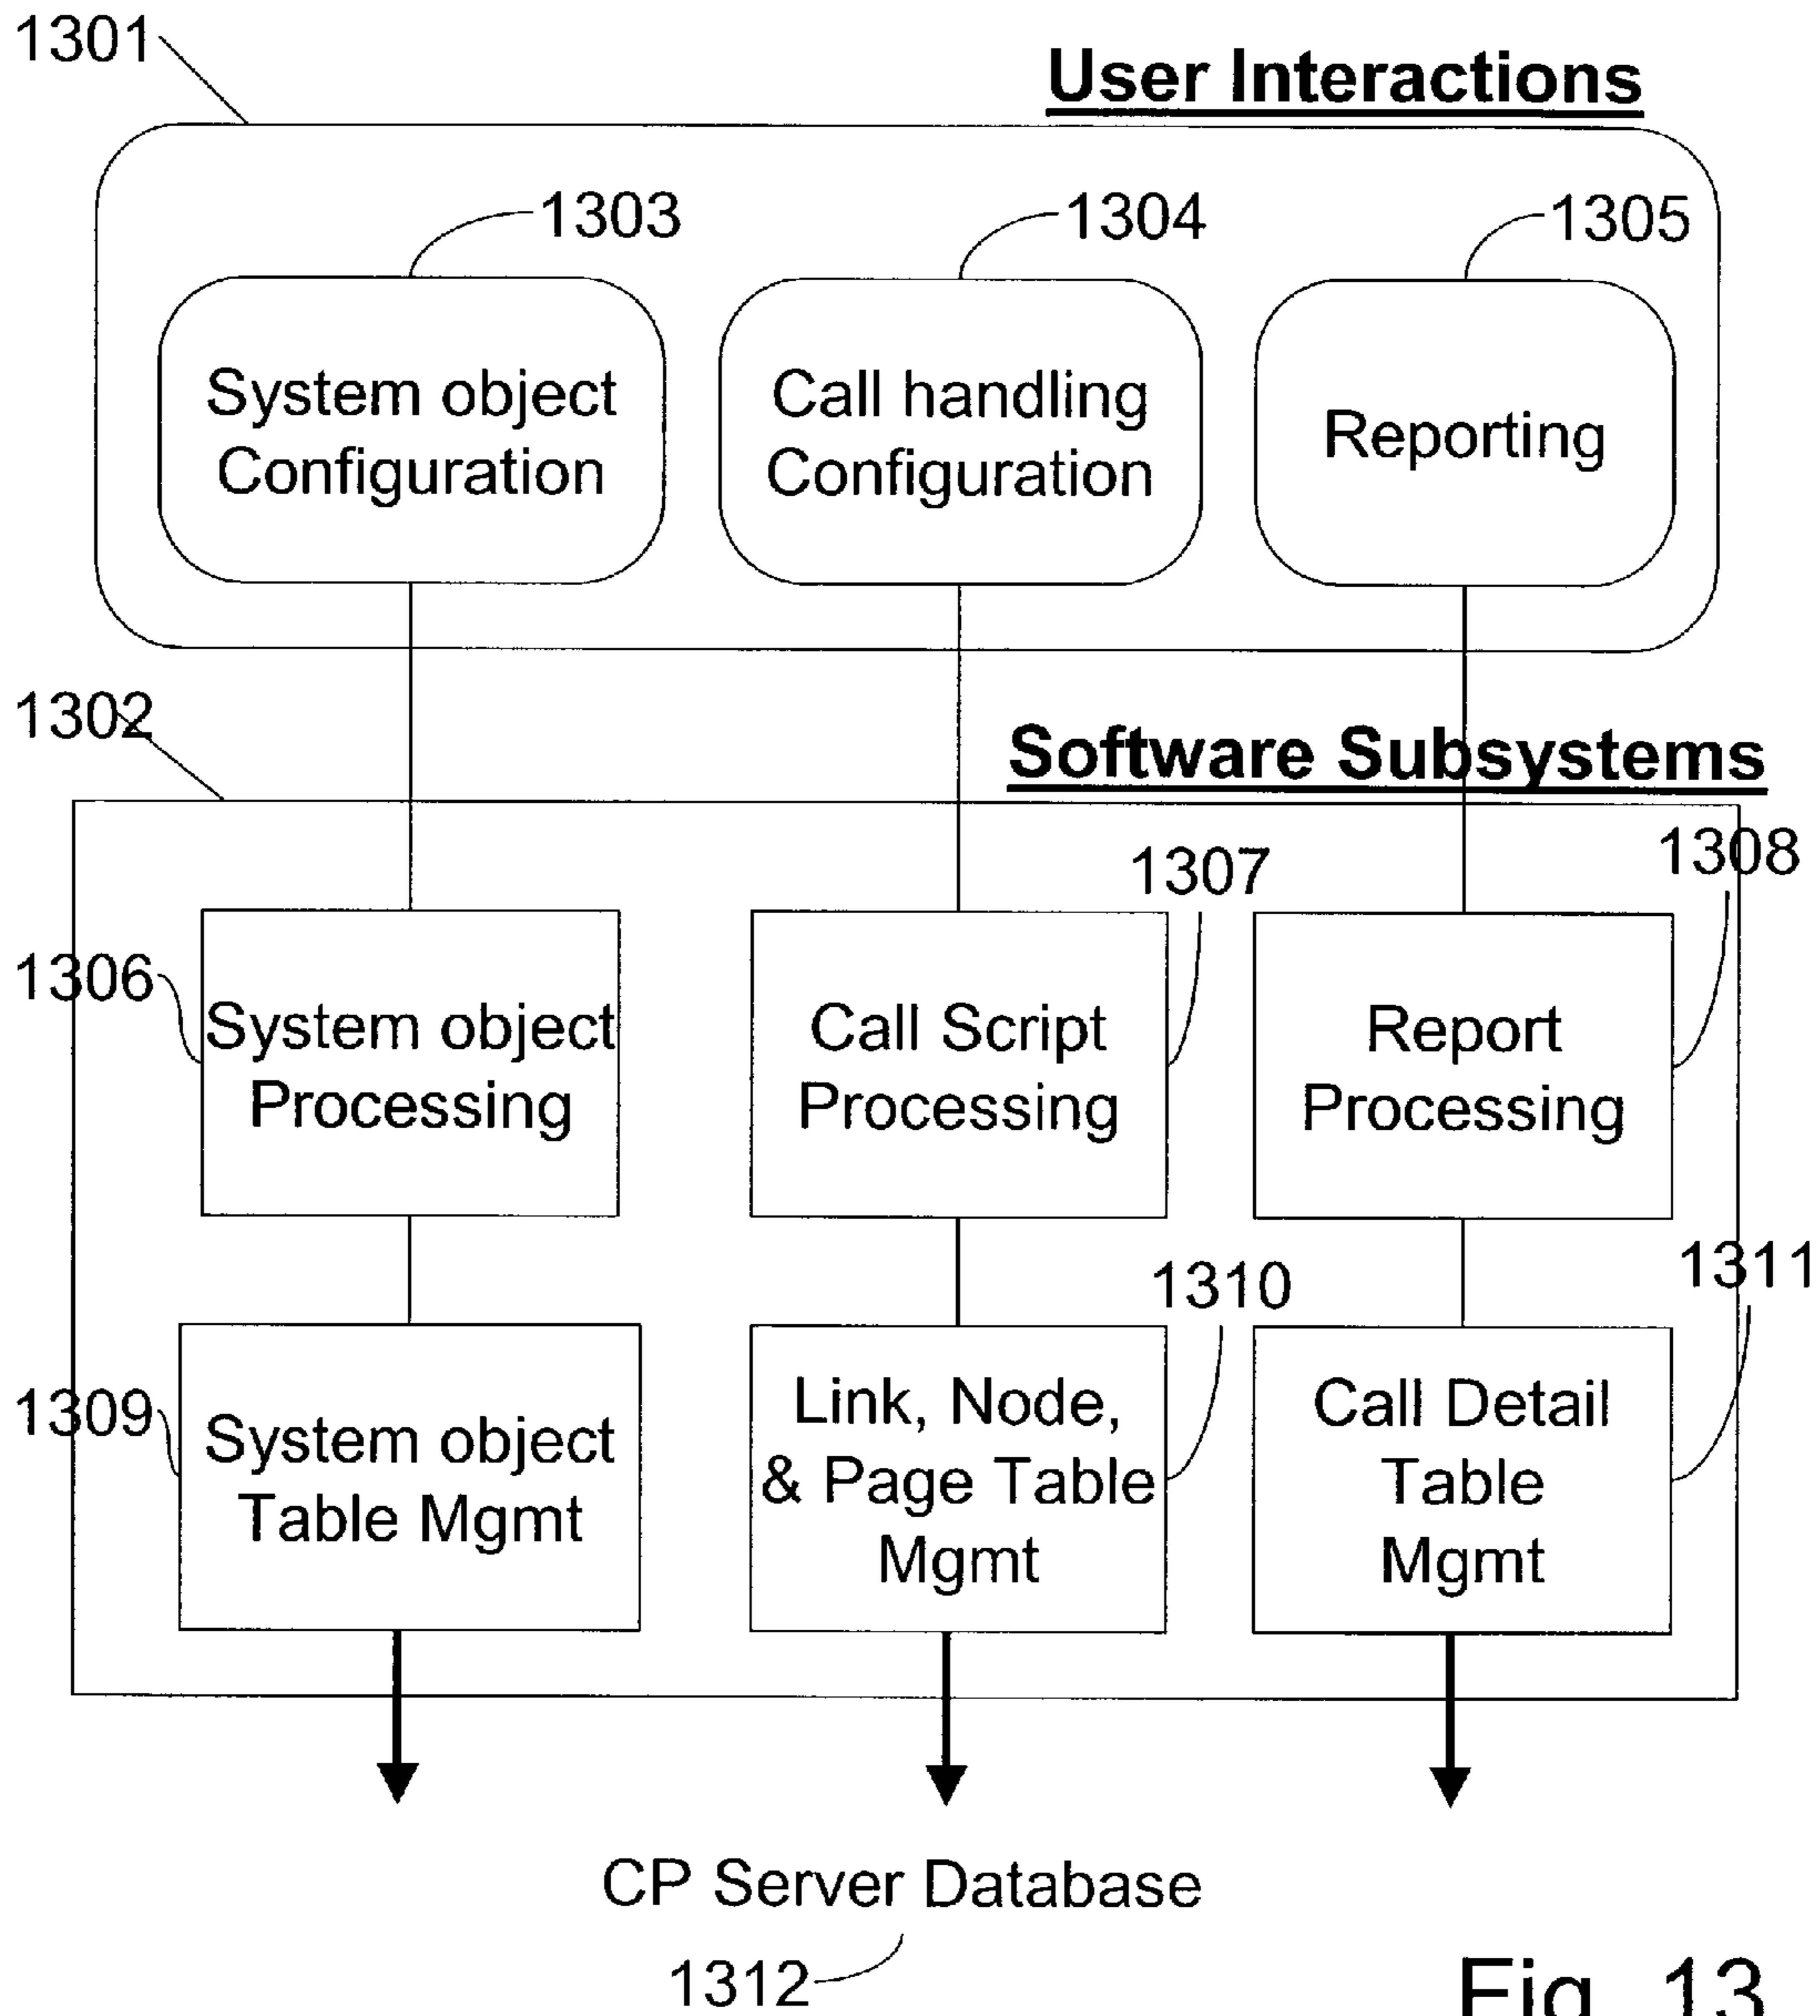 1301
User Interactions
1303
1304
1305
System object
Configuration
Call handling
Configuration
Reporting
1302
Software Subsystems
1307
1308
1306
System object
Processing
Call Script
Processing
Report
Processing
1310
1311
1309
System object
Table Mgmt
Link, Node,
& Page Table
Mgmt
Call Detail
Table
Mgmt
CP Server Database
1312
Fig. 13